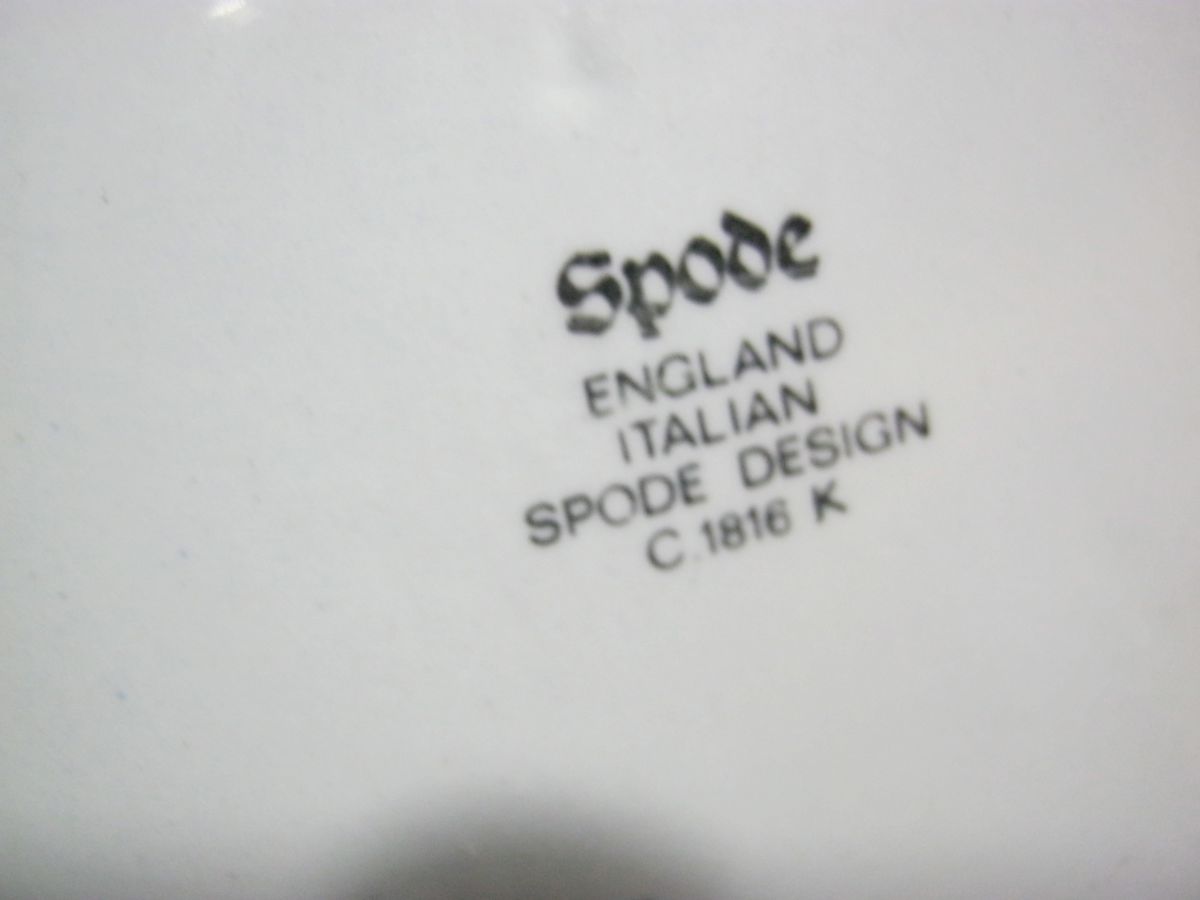 Spode
ENGLAND
ITALIAN
SPODE DESIGN
C.1816 K